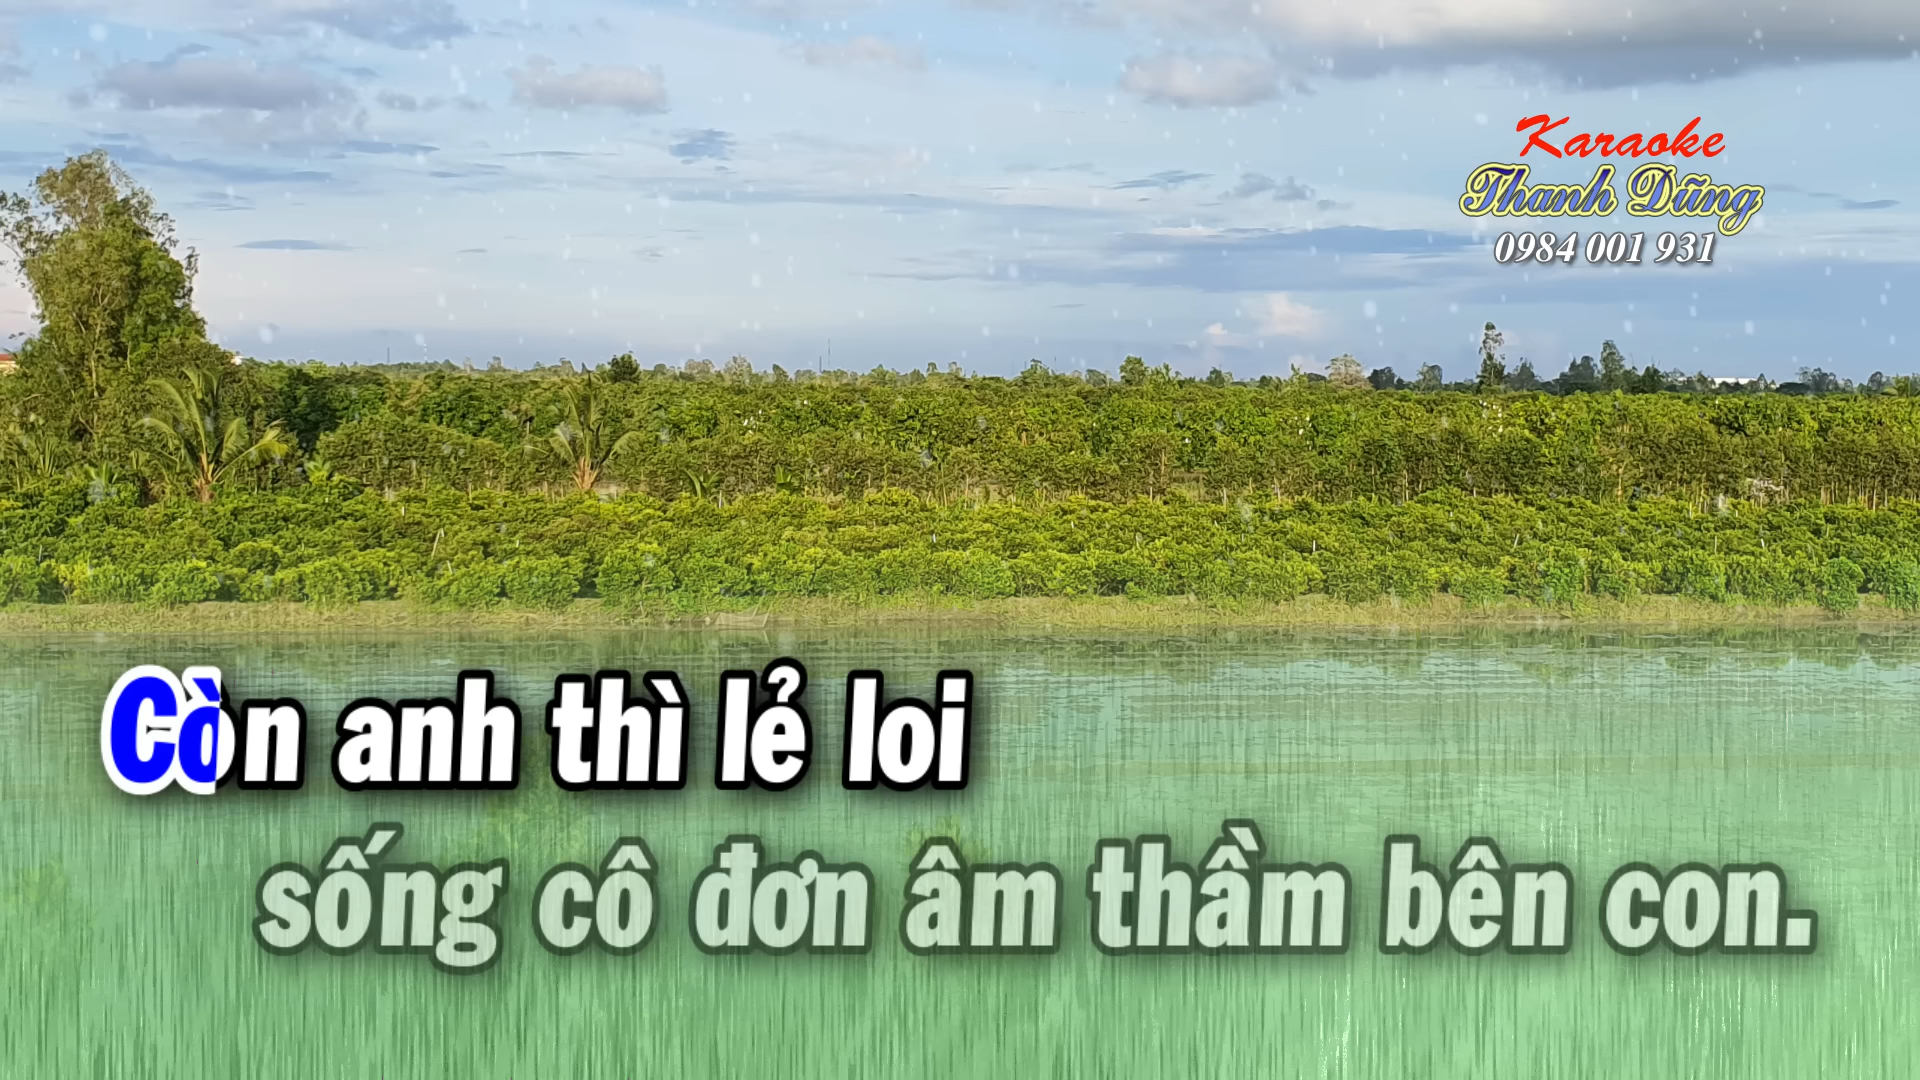 Karaoke
Thanh Dũng
0984 001 931
Còn anh thì lẻ loi
sống cô đơn âm thầm bên con.